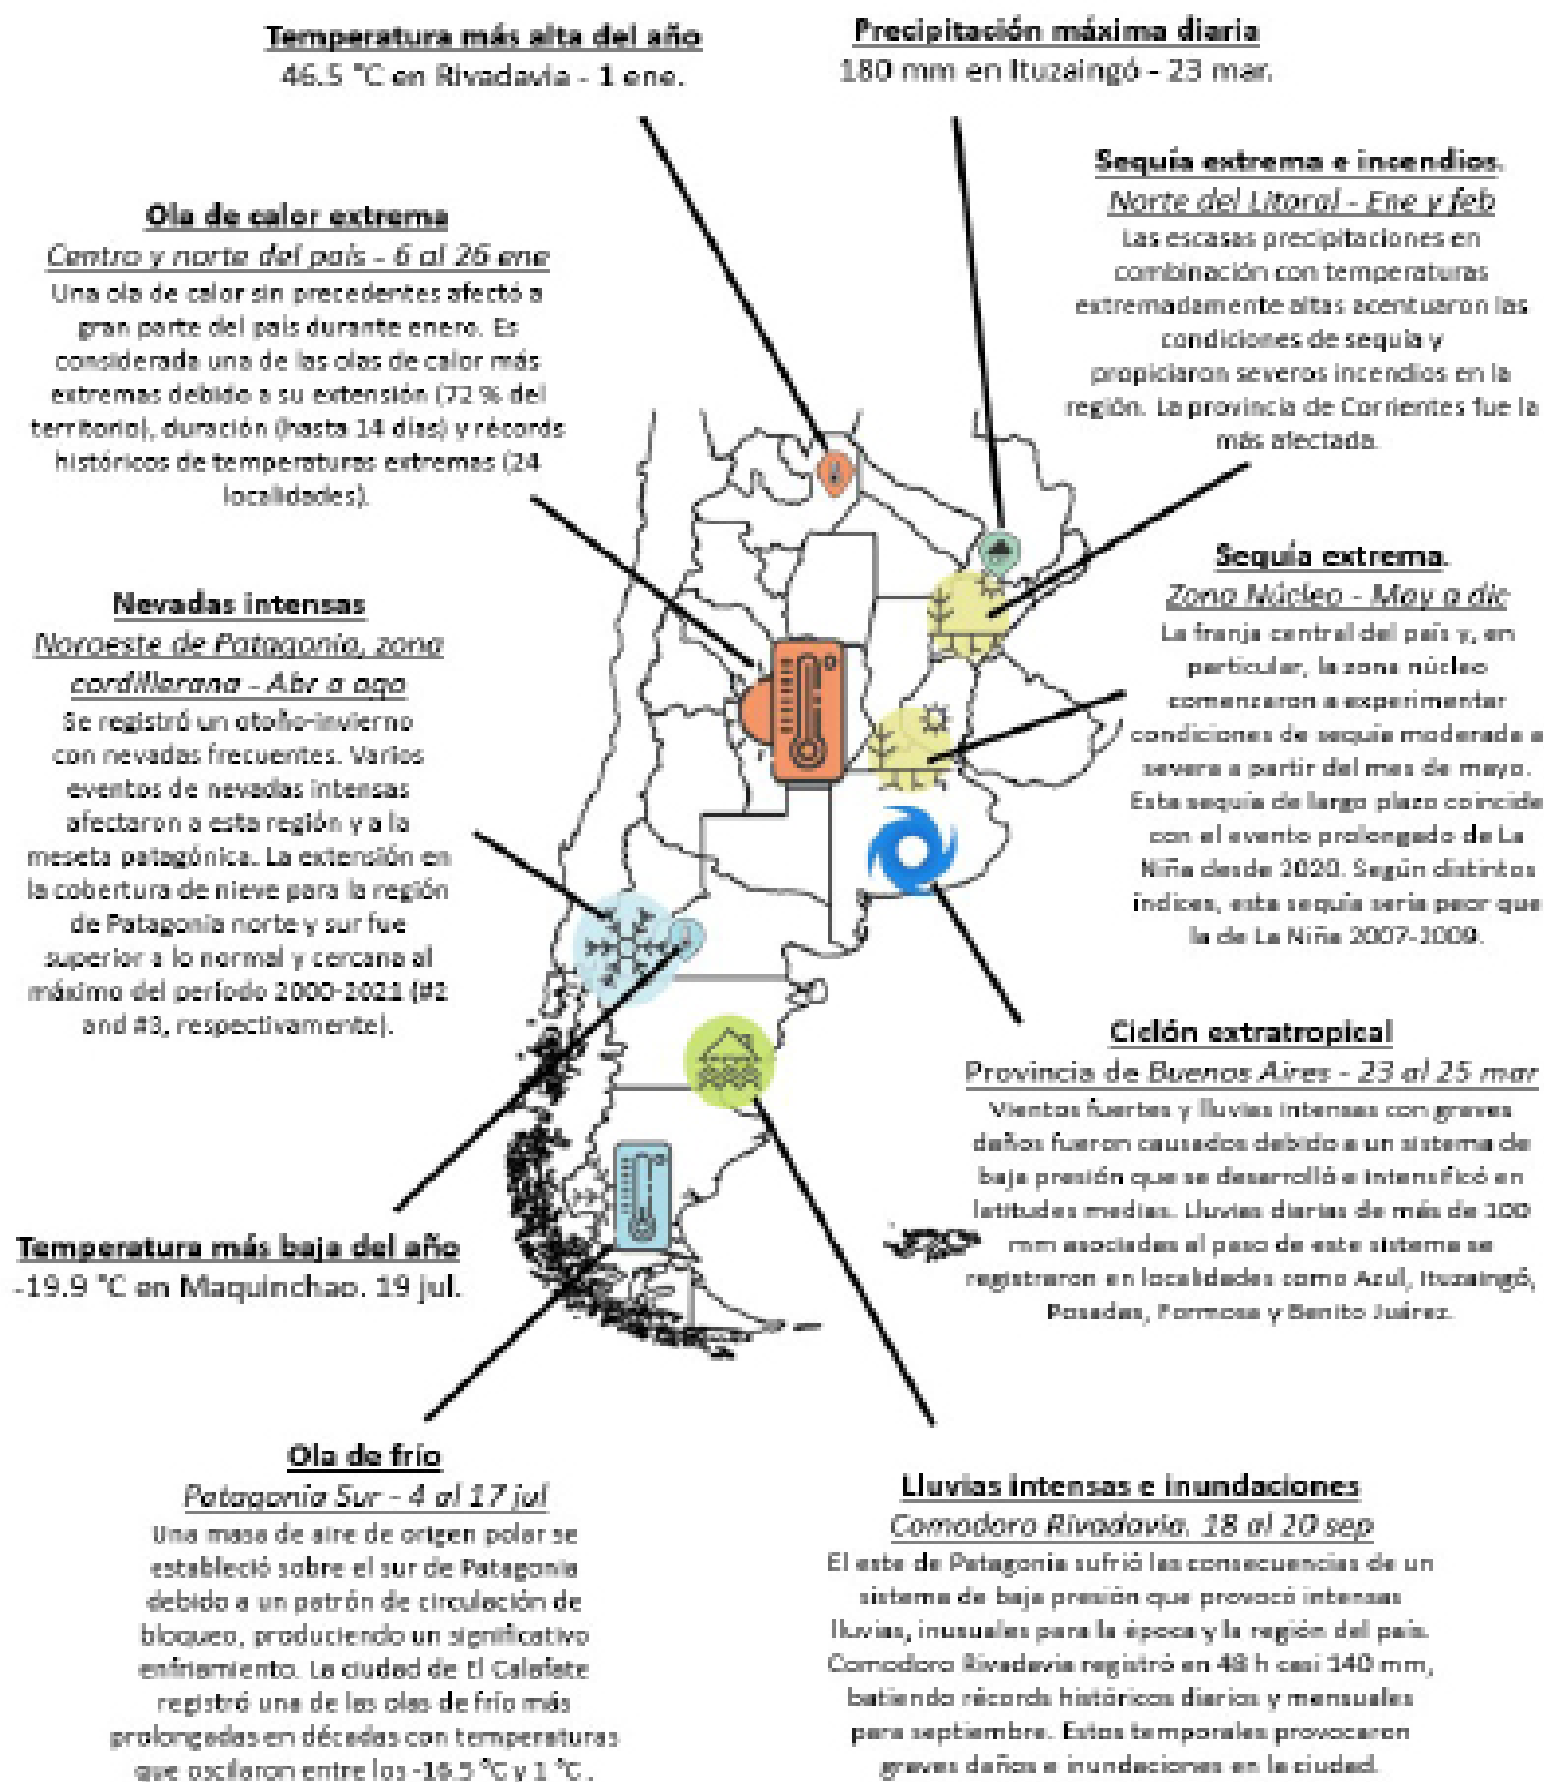 Temperatura más alta del año
46.5 °C en Rivadavia - 1 ene.
Precipitación máxima diaria
180 mm en Ituzaingó - 23 mar.
Sequía extrema e incendios.
Norte del Litoral - Ene y feb
Las escasas precipitaciones en
combinación con temperaturas
extremadamente altas acentuaron las
condiciones de sequía y
propiciaron severos incendios en la
región. La provincia de Corrientes fue la
más afectada.
Ola de calor extrema
Centro y norte del país - 6 al 26 ene
Una ola de calor sin precedentes afectó a
gran parte del país durante enero. Es
considerada una de las olas de calor más
extremas debido a su extensión (72 % del
territorio), duración (hasta 14 días) y récords
históricos de temperaturas extremas (24
localidades).
Sequía extrema.
Zona Núcleo - May a dic
La franja central del país y, en
particular, la zona núcleo
comenzaron a experimentar
condiciones de sequía moderada a
severa a partir del mes de mayo.
Esta sequía de largo plazo coincide
con el evento prolongado de La
Niña desde 2020. Según distintos
índices, esta sequía sería peor que
la de La Niña 2007-2009.
Nevadas intensas
Noroeste de Patagonia, zona
cordillerana - Abr a ago
Se registró un otoño-invierno
con nevadas frecuentes. Varios
eventos de nevadas intensas
afectaron a esta región y a la
meseta patagónica. La extensión en
la cobertura de nieve para la región
de Patagonia norte y sur fue
superior a lo normal y cercana al
máximo del período 2000-2021 (#2
and #3, respectivamente).
Ciclón extratropical
Provincia de Buenos Aires - 23 al 25 mar
Vientos fuertes y lluvias intensas con graves
daños fueron causados debido a un sistema de
baja presión que se desarrolló e intensificó en
latitudes medias. Lluvias diarias de más de 100
mm asociadas al paso de este sistema se
registraron en localidades como Azul, Ituzaingó,
Posadas, Formosa y Benito Juárez.
Temperatura más baja del año
-19.9 °C en Maquinchao. 19 jul.
Ola de frío
Patagonia Sur - 4 al 17 jul
Una masa de aire de origen polar se
estableció sobre el sur de Patagonia
debido a un patrón de circulación de
bloqueo, produciendo un significativo
enfriamiento. La ciudad de El Calafate
registró una de las olas de frío más
prolongadas en décadas con temperaturas
que oscilaron entre los -16.5 °C y 1 °C.
Lluvias intensas e inundaciones
Comodoro Rivadavia. 18 al 20 sep
El este de Patagonia sufrió las consecuencias de un
sistema de baja presión que provocó intensas
lluvias, inusuales para la época y la región del país.
Comodoro Rivadavia registró en 48 h casi 140 mm,
batiendo récords históricos diarios y mensuales
para septiembre. Estos temporales provocaron
graves daños e inundaciones en la ciudad.